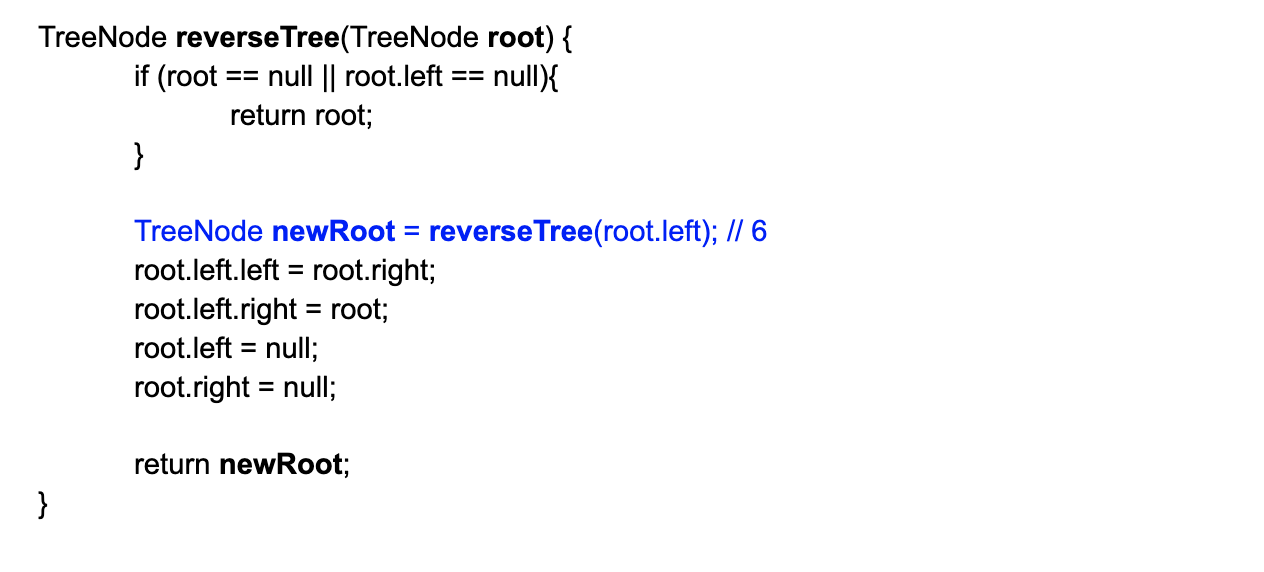 TreeNode reverseTree(TreeNode root) {
if (root == null || root.left == null){
return root;
}
TreeNode newRoot = reverseTree(root.left); // 6
root.left.left = root.right;
root.left.right = root;
root.left = null;
root.right = null;
return newRoot;
}